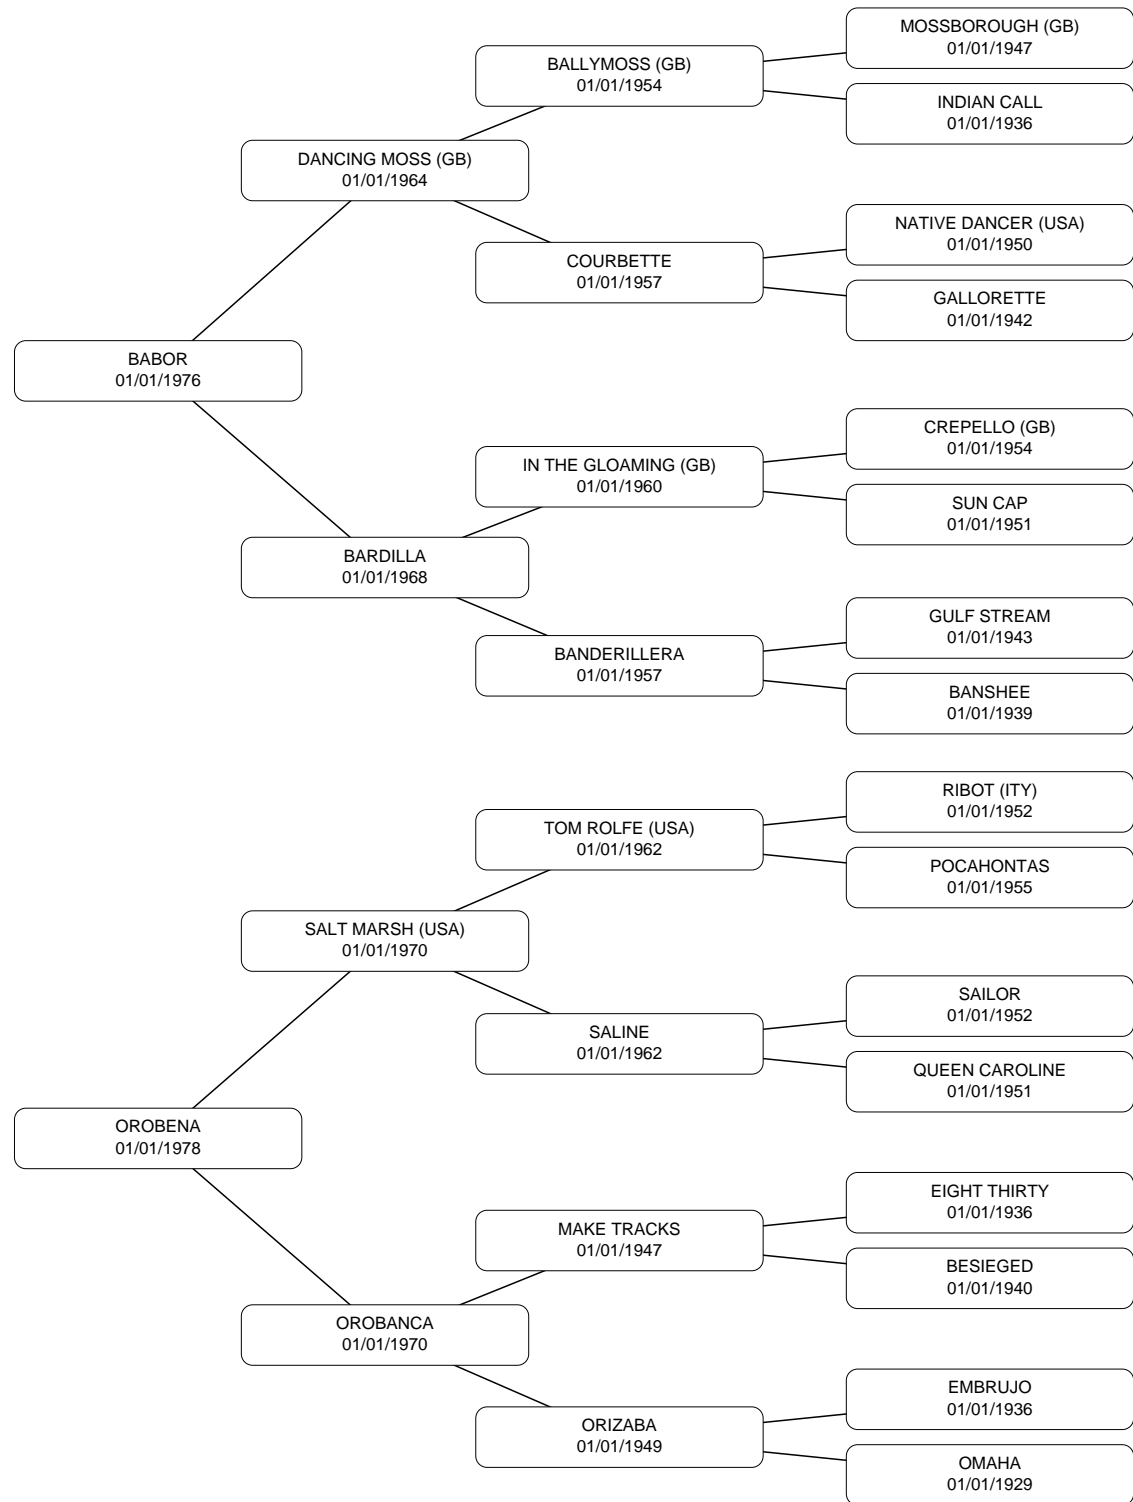 MOSSBOROUGH (GB)
01/01/1947
BALLYMOSS (GB)
01/01/1954
INDIAN CALL
01/01/1936
DANCING MOSS (GB)
01/01/1964
NATIVE DANCER (USA)
01/01/1950
COURBETTE
01/01/1957
GALLORETTE
01/01/1942
BABOR
01/01/1976
CREPELLO (GB)
01/01/1954
IN THE GLOAMING (GB)
01/01/1960
SUN CAP
01/01/1951
BARDILLA
01/01/1968
GULF STREAM
01/01/1943
BANDERILLERA
01/01/1957
BANSHEE
01/01/1939
RIBOT (ITY)
01/01/1952
TOM ROLFE (USA)
01/01/1962
POCAHONTAS
01/01/1955
SALT MARSH (USA)
01/01/1970
SAILOR
01/01/1952
SALINE
01/01/1962
QUEEN CAROLINE
01/01/1951
OROBENA
01/01/1978
EIGHT THIRTY
01/01/1936
MAKE TRACKS
01/01/1947
BESIEGED
01/01/1940
OROBANCA
01/01/1970
EMBRUJO
01/01/1936
ORIZABA
01/01/1949
OMAHA
01/01/1929